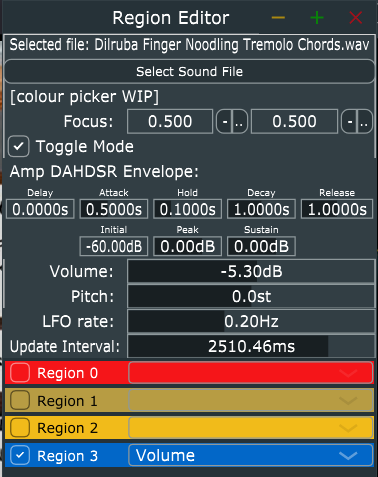 Region Editor
Selected file: Dilruba Finger Noodling Tremolo Chords.wav
Select Sound File
[colour picker WIP]
Focus: 0.500 - .. 0.500 - ..
Toggle Mode
Amp DAHDSR Envelope:
Delay Attack Hold Decay Release
0.0000s 0.5000s 0.1000s 1.0000s 1.0000s
Initial Peak Sustain
-60.00dB 0.00dB 0.00dB
Volume: -5.30dB
Pitch: 0.0st
LFO rate: 0.20Hz
Update Interval: 2510.46ms
Region 0
Region 1
Region 2
Region 3 Volume